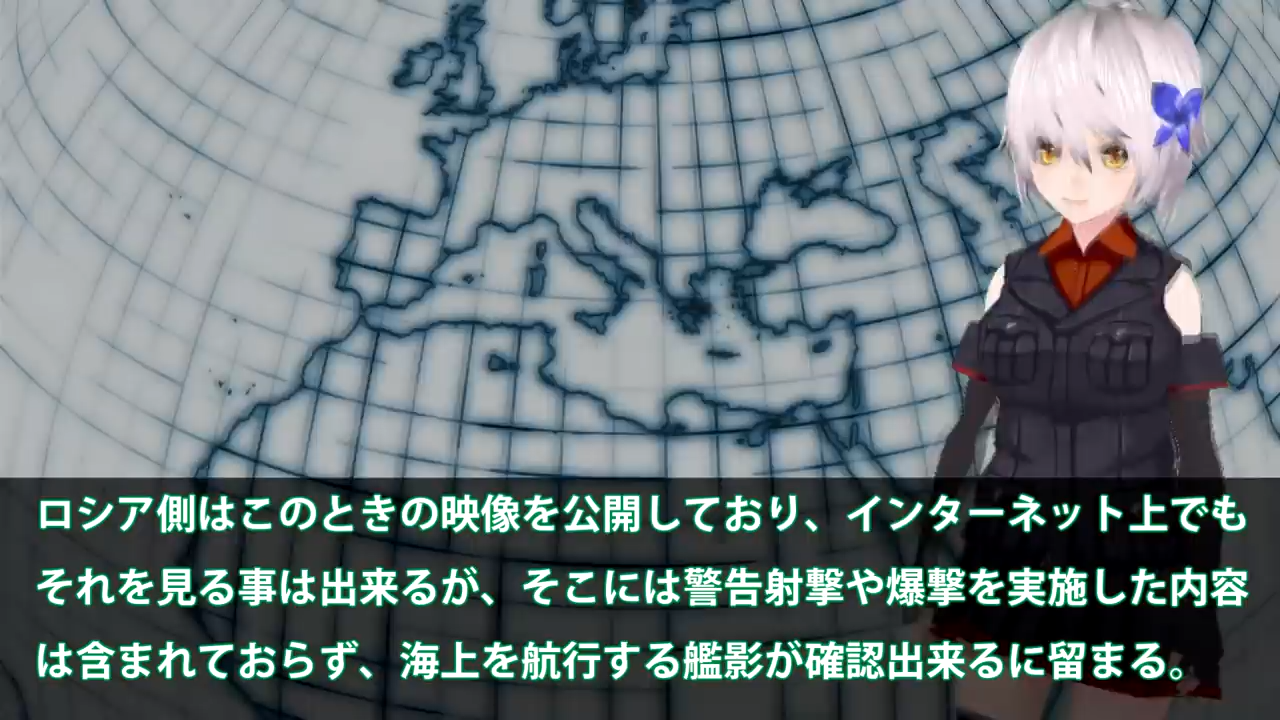 ロシア側はこのときの映像を公開しており、インターネット上でも
それを見る事は出来るが、そこには警告射撃や爆撃を実施した内容
は含まれておらず、海上を航行する艦影が確認出来るに留まる。